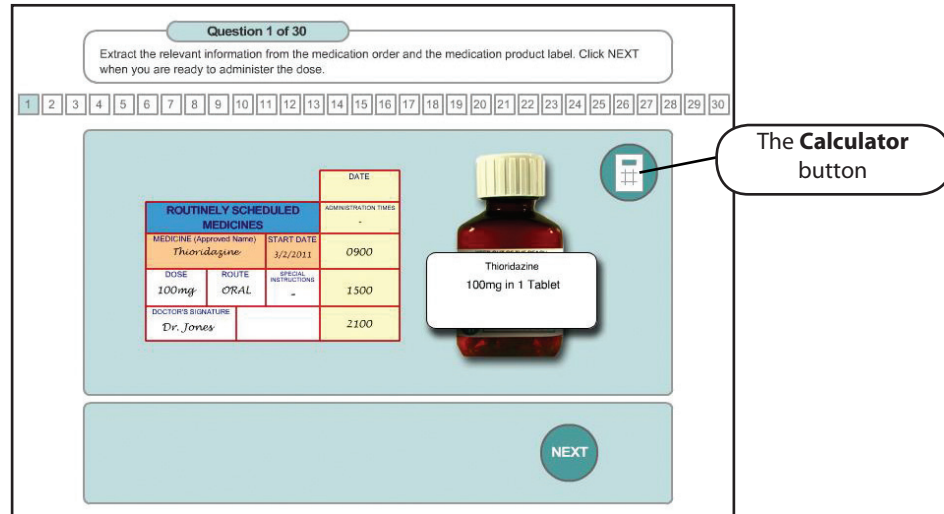 Question 1 of 30
Extract the relevant information from the medication order and the medication product label. Click NEXT
when you are ready to administer the dose.
1 2 3 4 5 6 7 8 9 10 11 12 13 14 15 16 17 18 19 20 21 22 23 24 25 26 27 28 29 30
The Calculator
button
DATE
ROUTINELY SCHEDULED
MEDICINES
ADMINISTRATION TIMES
-
MEDICINE (Approved Name)
Thioridazine
START DATE
3/2/2011
0900
DOSE
100mg
ROUTE
ORAL
SPECIAL
INSTRUCTIONS
-
1500
DOCTOR'S SIGNATURE
Dr. Jones
2100
Thioridazine
100mg in 1 Tablet
NEXT